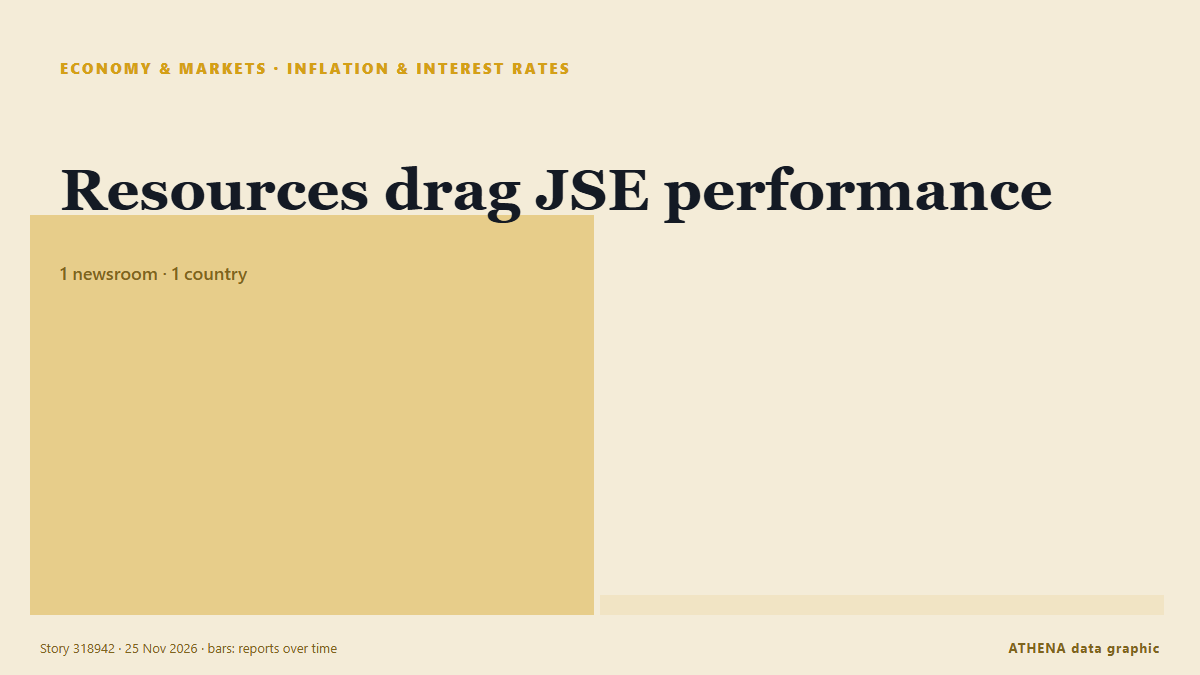 ECONOMY & MARKETS · INFLATION & INTEREST RATES
Resources drag JSE performance
1 newsroom · 1 country
Story 318942 · 25 Nov 2026 · bars: reports over time
ATHENA data graphic